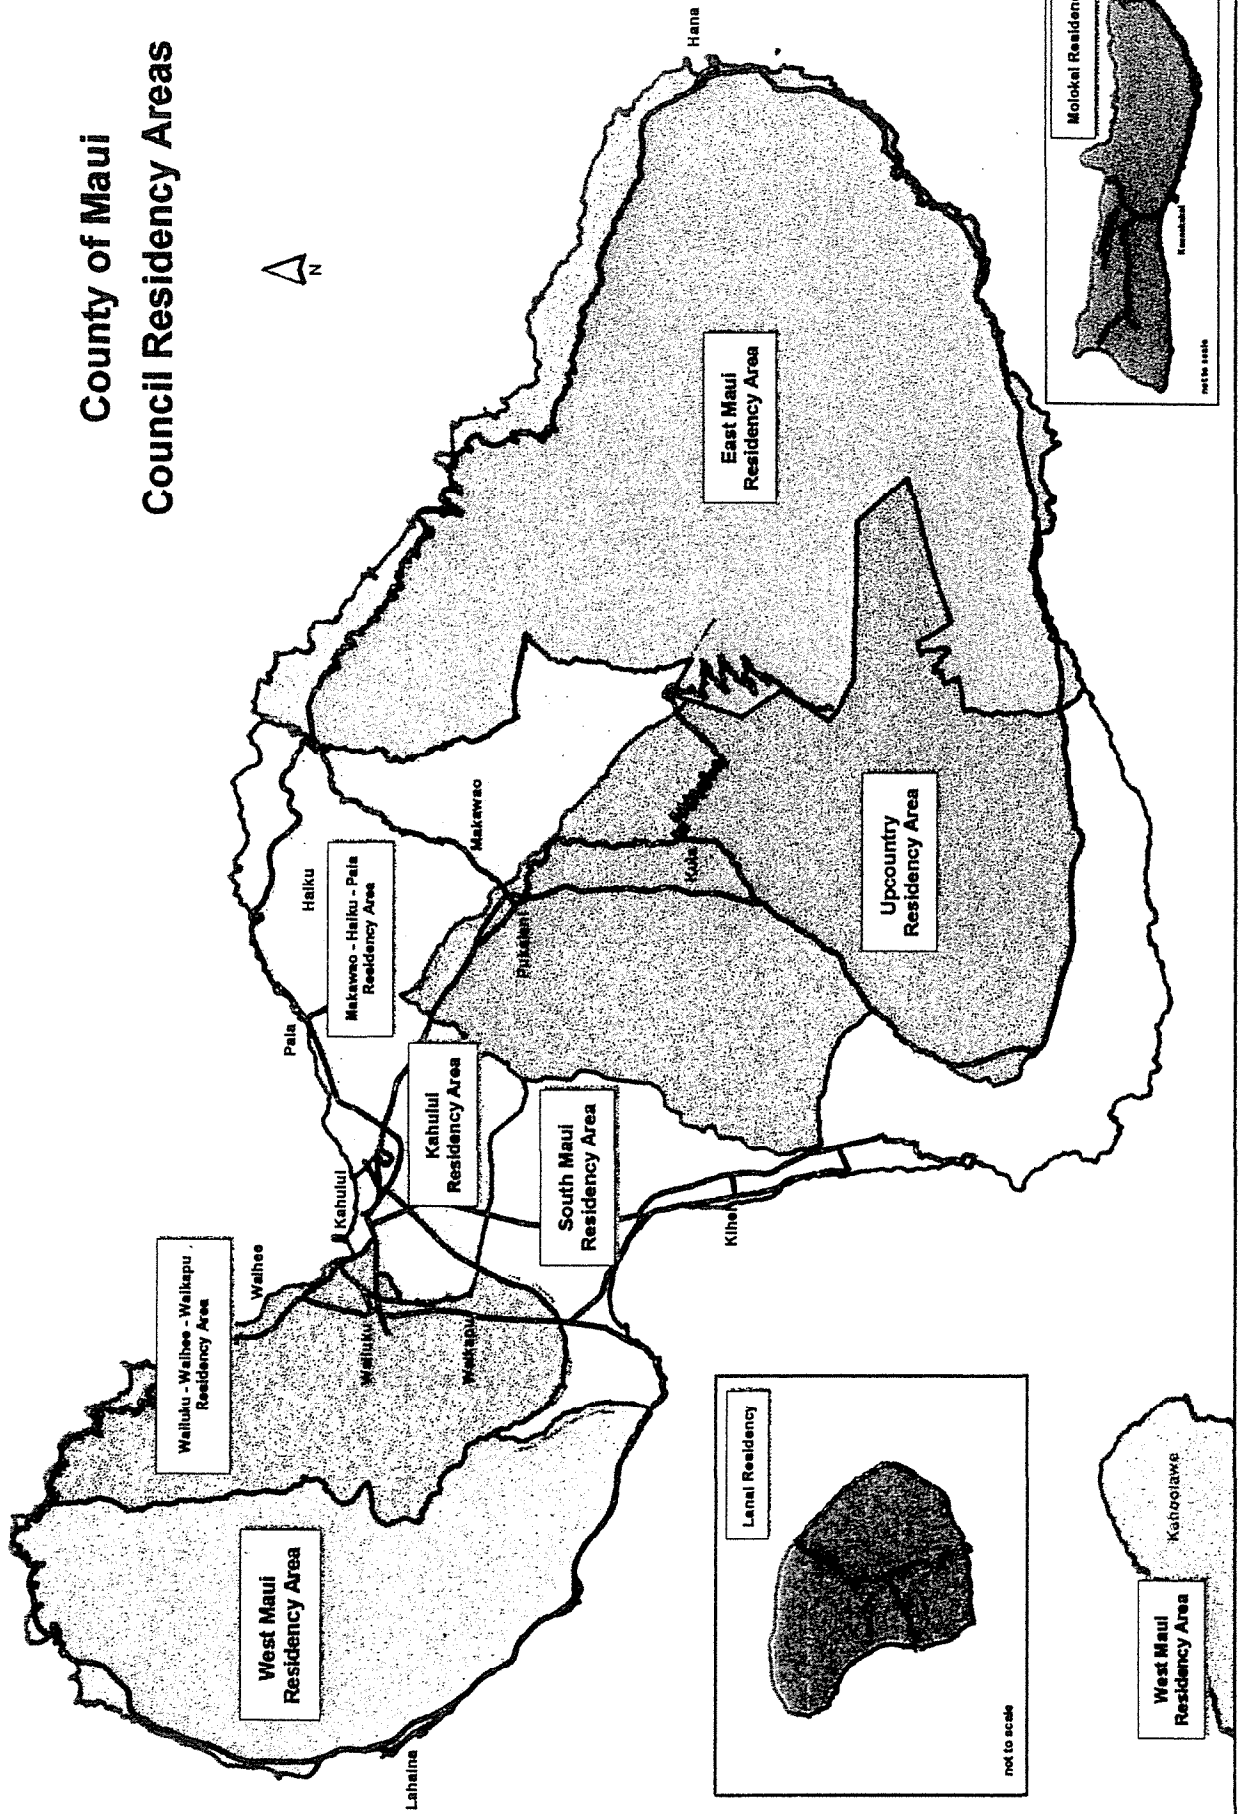 County of Maui
Council Residency Areas
N
West Maui
Residency Area
Lahaina
Wailuku - Waihee - Waikapu
Residency Area
Waihee
Wailuku
Waikapu
Kahului
Kahului
Residency Area
South Maui
Residency Area
Kihei
Paia
Haiku
Makawao - Haiku - Paia
Residency Area
Makawao
Pukalani
Kula
Upcountry
Residency Area
East Maui
Residency Area
Hana
Lanai Residency
not to scale
Kahoolawe
West Maui
Residency Area
Molokai
Kaunakakai
not to scale